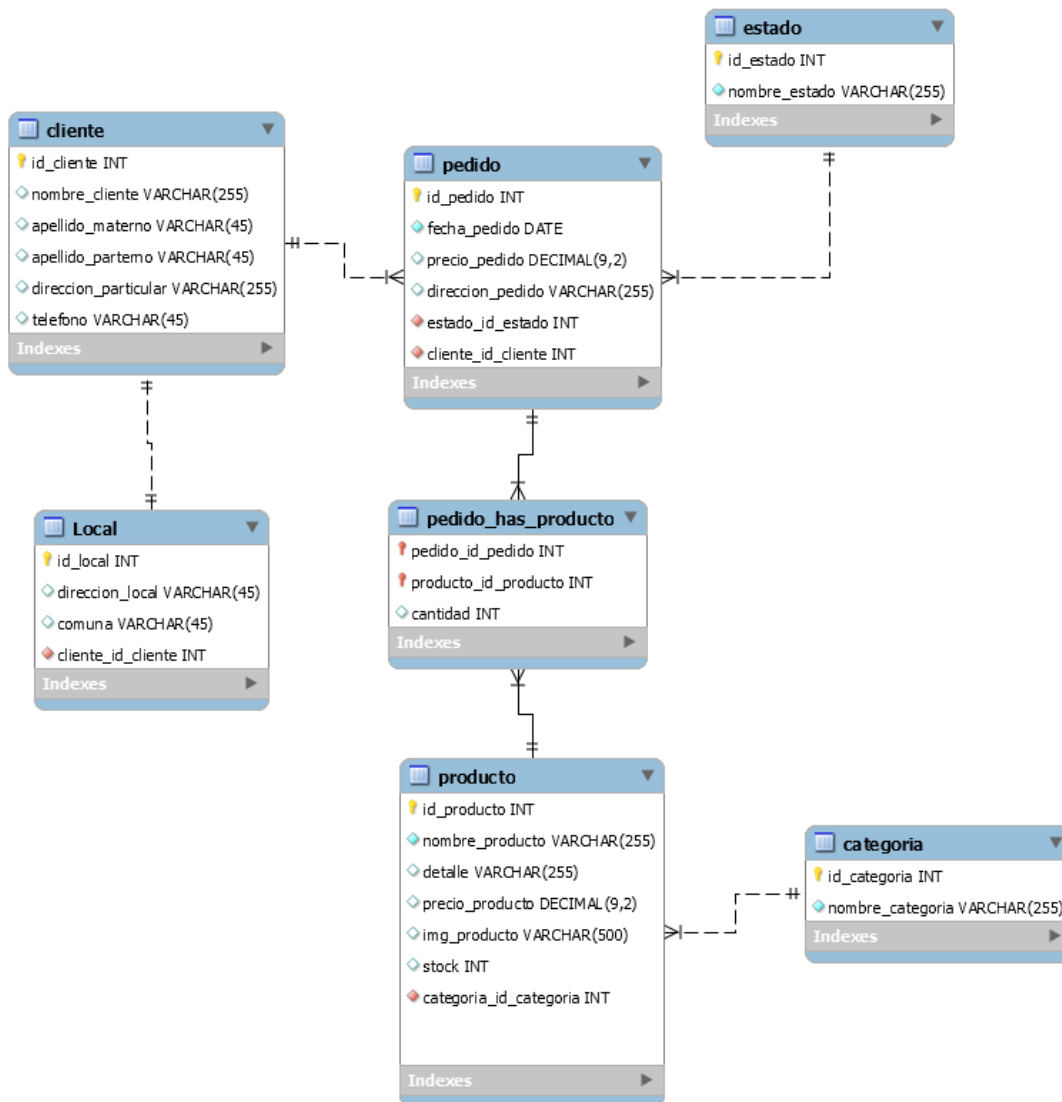 estado
id_estado INT
nombre_estado VARCHAR(255)
Indexes
cliente
id_cliente INT
nombre_cliente VARCHAR(255)
apellido_materno VARCHAR(45)
apellido_parterno VARCHAR(45)
direccion_particular VARCHAR(255)
telefono VARCHAR(45)
Indexes
pedido
id_pedido INT
fecha_pedido DATE
precio_pedido DECIMAL(9,2)
direccion_pedido VARCHAR(255)
estado_id_estado INT
cliente_id_cliente INT
Indexes
Local
id_local INT
direccion_local VARCHAR(45)
comuna VARCHAR(45)
cliente_id_cliente INT
Indexes
pedido_has_producto
pedido_id_pedido INT
producto_id_producto INT
cantidad INT
Indexes
producto
id_producto INT
nombre_producto VARCHAR(255)
detalle VARCHAR(255)
precio_producto DECIMAL(9,2)
img_producto VARCHAR(500)
stock INT
categoria_id_categoria INT
Indexes
categoria
id_categoria INT
nombre_categoria VARCHAR(255)
Indexes